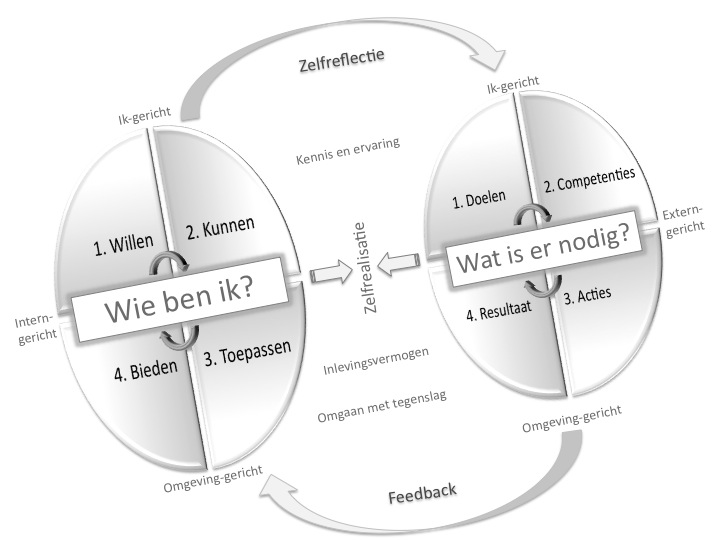 Zelfreflectie
Ik-gericht
Ik-gericht
Kennis en ervaring
1. Willen
2. Kunnen
1. Doelen
2. Competenties
Zelfrealisatie
Wie ben ik?
Wat is er nodig?
Intern-
gericht
Extern-
gericht
4. Bieden
3. Toepassen
4. Resultaat
3. Acties
Inlevingsvermogen
Omgaan met tegenslag
Omgeving-gericht
Omgeving-gericht
Feedback